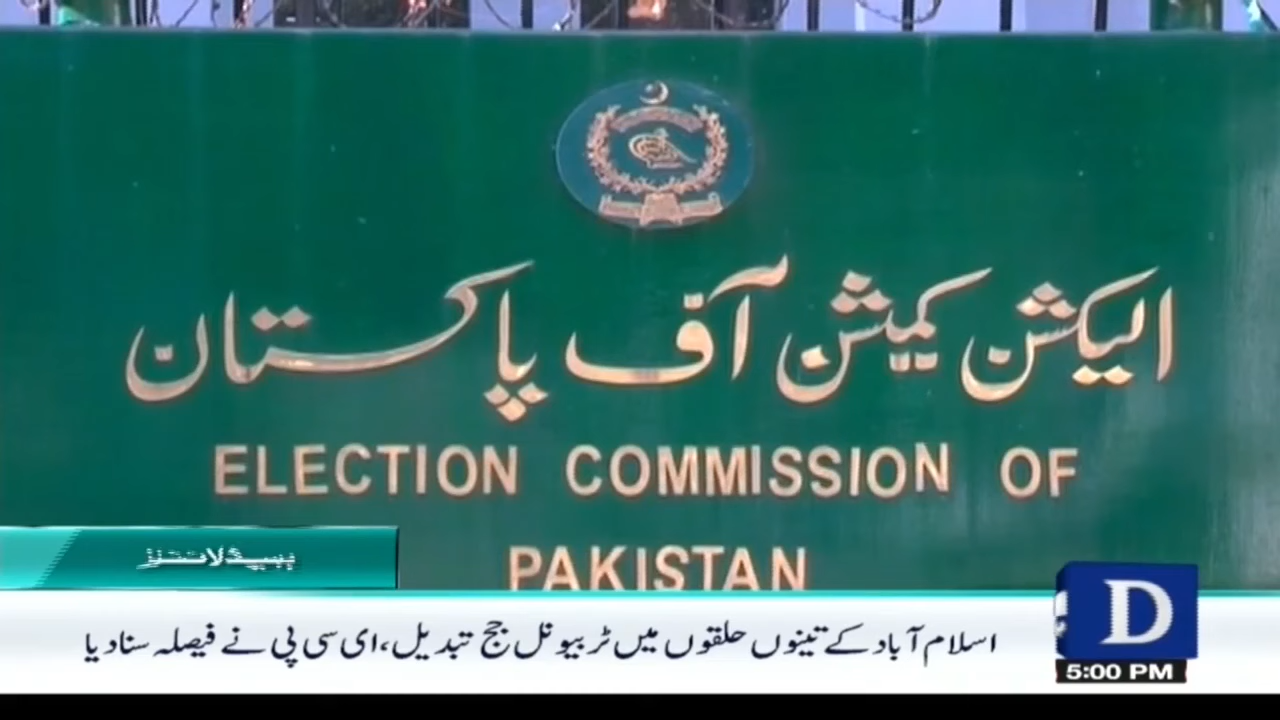 الیکشن کمیشن آف پاکستان
ELECTION COMMISSION OF
PAKISTAN
ہیڈلائنز
اسلام آباد کے تینوں حلقوں میں ٹربیونل جج تبدیل، ای سی پی نے فیصلہ سنا دیا
D
5:00 PM